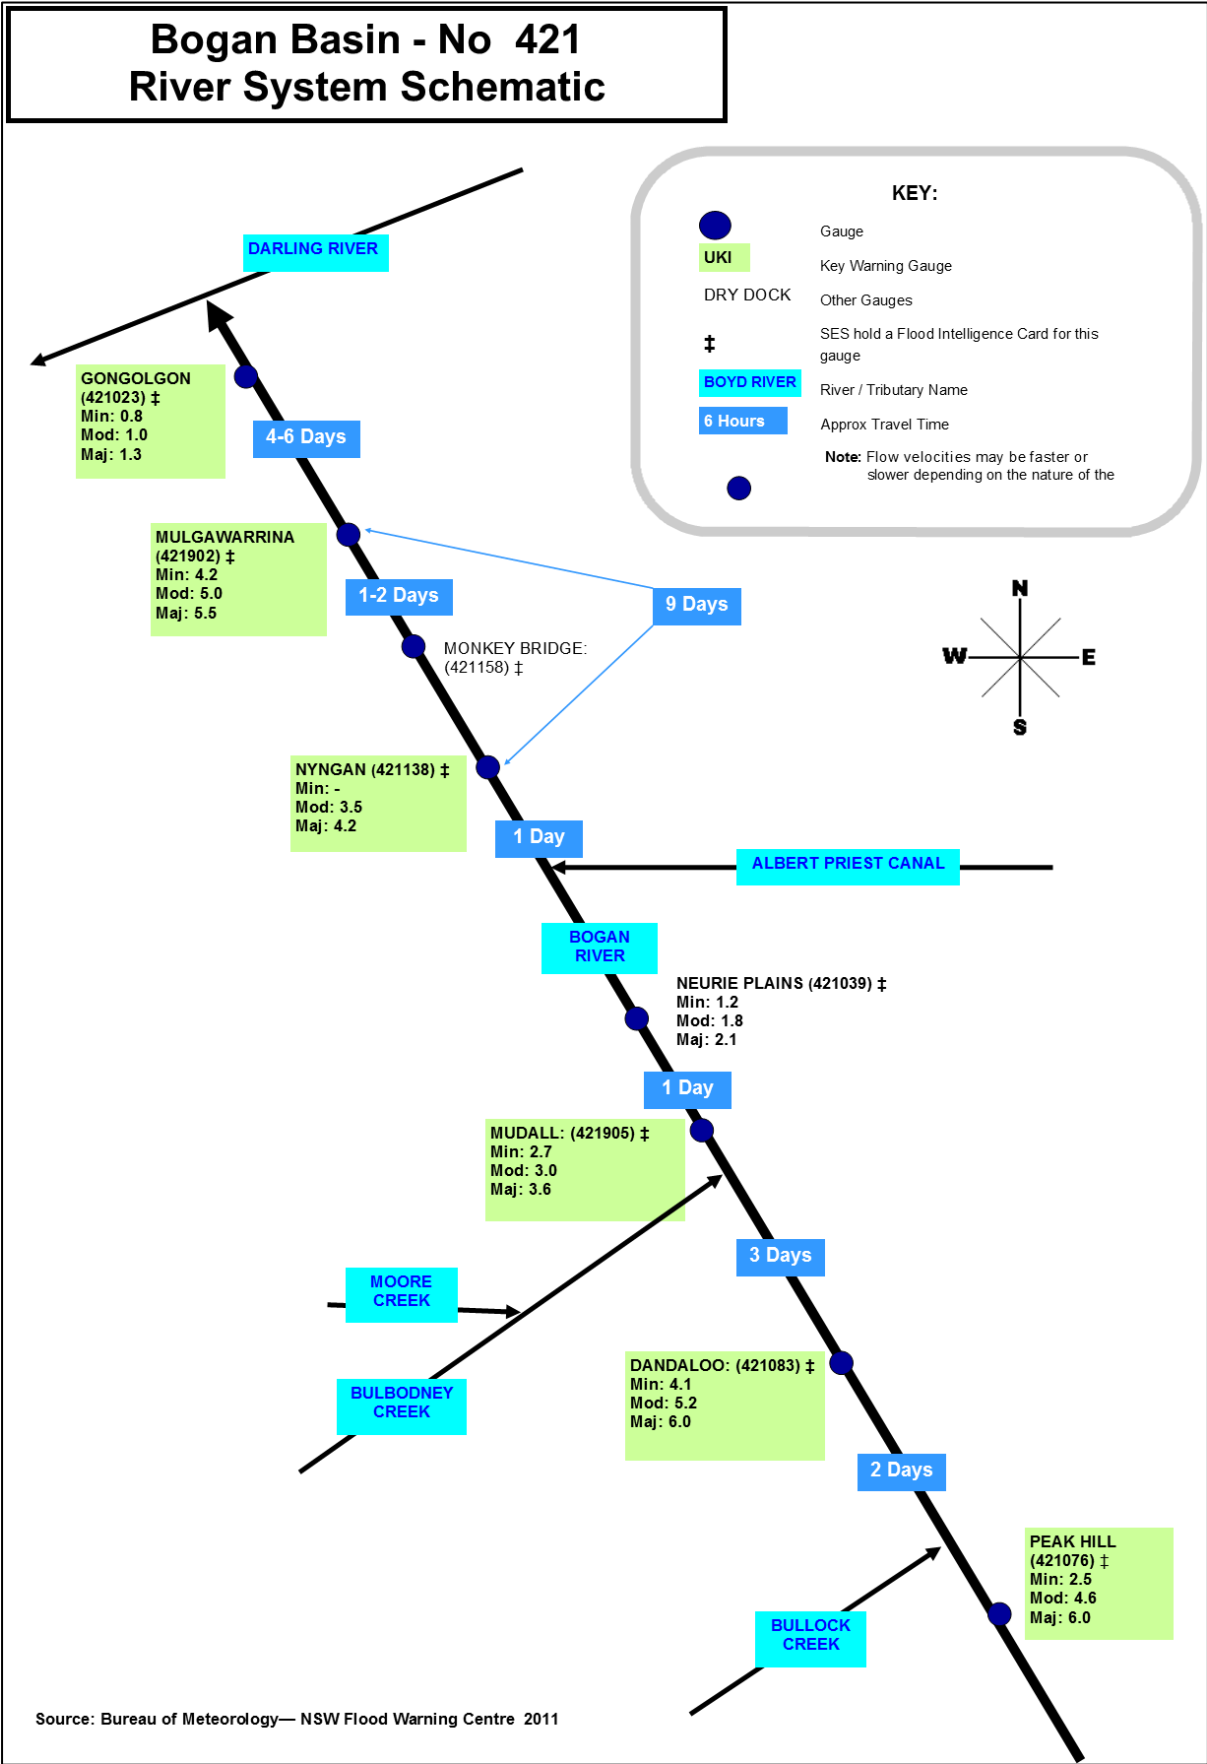 Bogan Basin - No  421
River System Schematic
KEY:
Gauge
UKI
Key Warning Gauge
DRY DOCK
Other Gauges
‡
SES hold a Flood Intelligence Card for this
gauge
BOYD RIVER
River / Tributary Name
6 Hours
Approx Travel Time
Note: Flow velocities may be faster or
slower depending on the nature of the
DARLING RIVER
GONGOLGON
(421023) ‡
Min: 0.8
Mod: 1.0
Maj: 1.3
4-6 Days
MULGAWARRINA
(421902) ‡
Min: 4.2
Mod: 5.0
Maj: 5.5
1-2 Days
9 Days
N
W
E
S
MONKEY BRIDGE:
(421158) ‡
NYNGAN (421138) ‡
Min: -
Mod: 3.5
Maj: 4.2
1 Day
ALBERT PRIEST CANAL
BOGAN
RIVER
NEURIE PLAINS (421039) ‡
Min: 1.2
Mod: 1.8
Maj: 2.1
1 Day
MUDALL: (421905) ‡
Min: 2.7
Mod: 3.0
Maj: 3.6
3 Days
MOORE
CREEK
BULBODNEY
CREEK
DANDALOO: (421083) ‡
Min: 4.1
Mod: 5.2
Maj: 6.0
2 Days
PEAK HILL
(421076) ‡
Min: 2.5
Mod: 4.6
Maj: 6.0
BULLOCK
CREEK
Source: Bureau of Meteorology— NSW Flood Warning Centre  2011